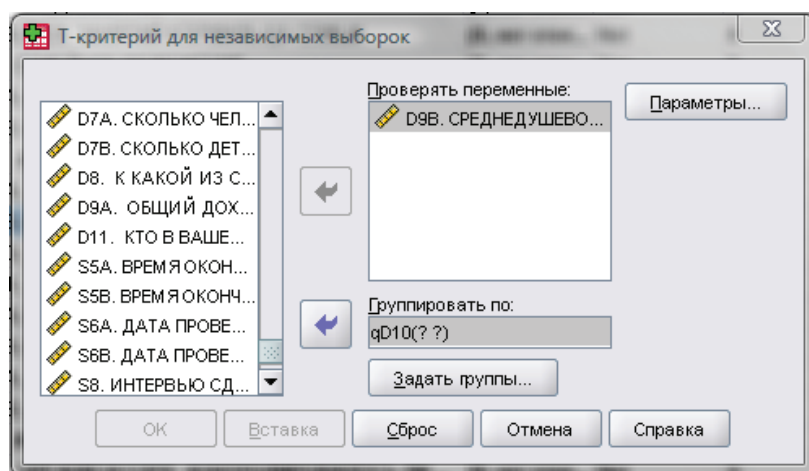 Т-критерий для независимых выборок
D7A. СКОЛЬКО ЧЕЛ...
D7B. СКОЛЬКО ДЕТ...
D8. К КАКОЙ ИЗ С...
D9A. ОБЩИЙ ДОХ...
D11. КТО В ВАШЕ...
S5A. ВРЕМЯ ОКОН...
S5B. ВРЕМЯ ОКОНЧ...
S6A. ДАТА ПРОВЕ...
S6B. ДАТА ПРОВЕ...
S8. ИНТЕРВЬЮ СД...
Проверять переменные:
D9B. СРЕДНЕДУШЕВО...
Группировать по:
qD10(? ?)
Задать группы...
Параметры...
ОК
Вставка
Сброс
Отмена
Справка